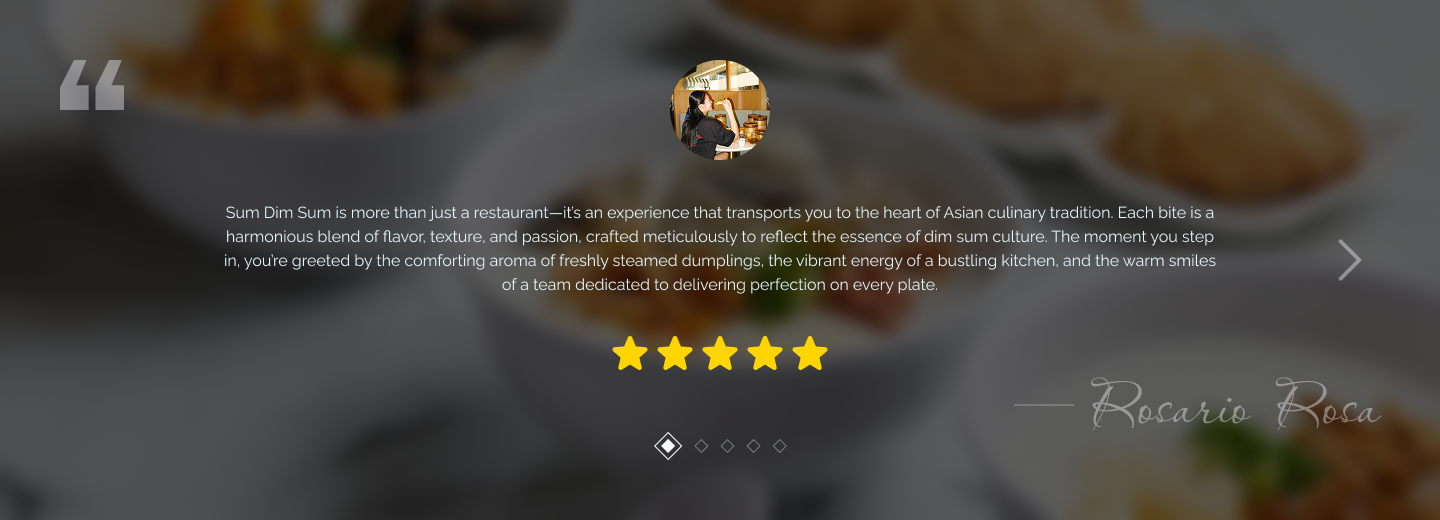 “
Sum Dim Sum is more than just a restaurant—it's an experience that transports you to the heart of Asian culinary tradition. Each bite is a
harmonious blend of flavor, texture, and passion, crafted meticulously to reflect the essence of dim sum culture. The moment you step
in, you're greeted by the comforting aroma of freshly steamed dumplings, the vibrant energy of a bustling kitchen, and the warm smiles
of a team dedicated to delivering perfection on every plate.
— Rosario Rosa